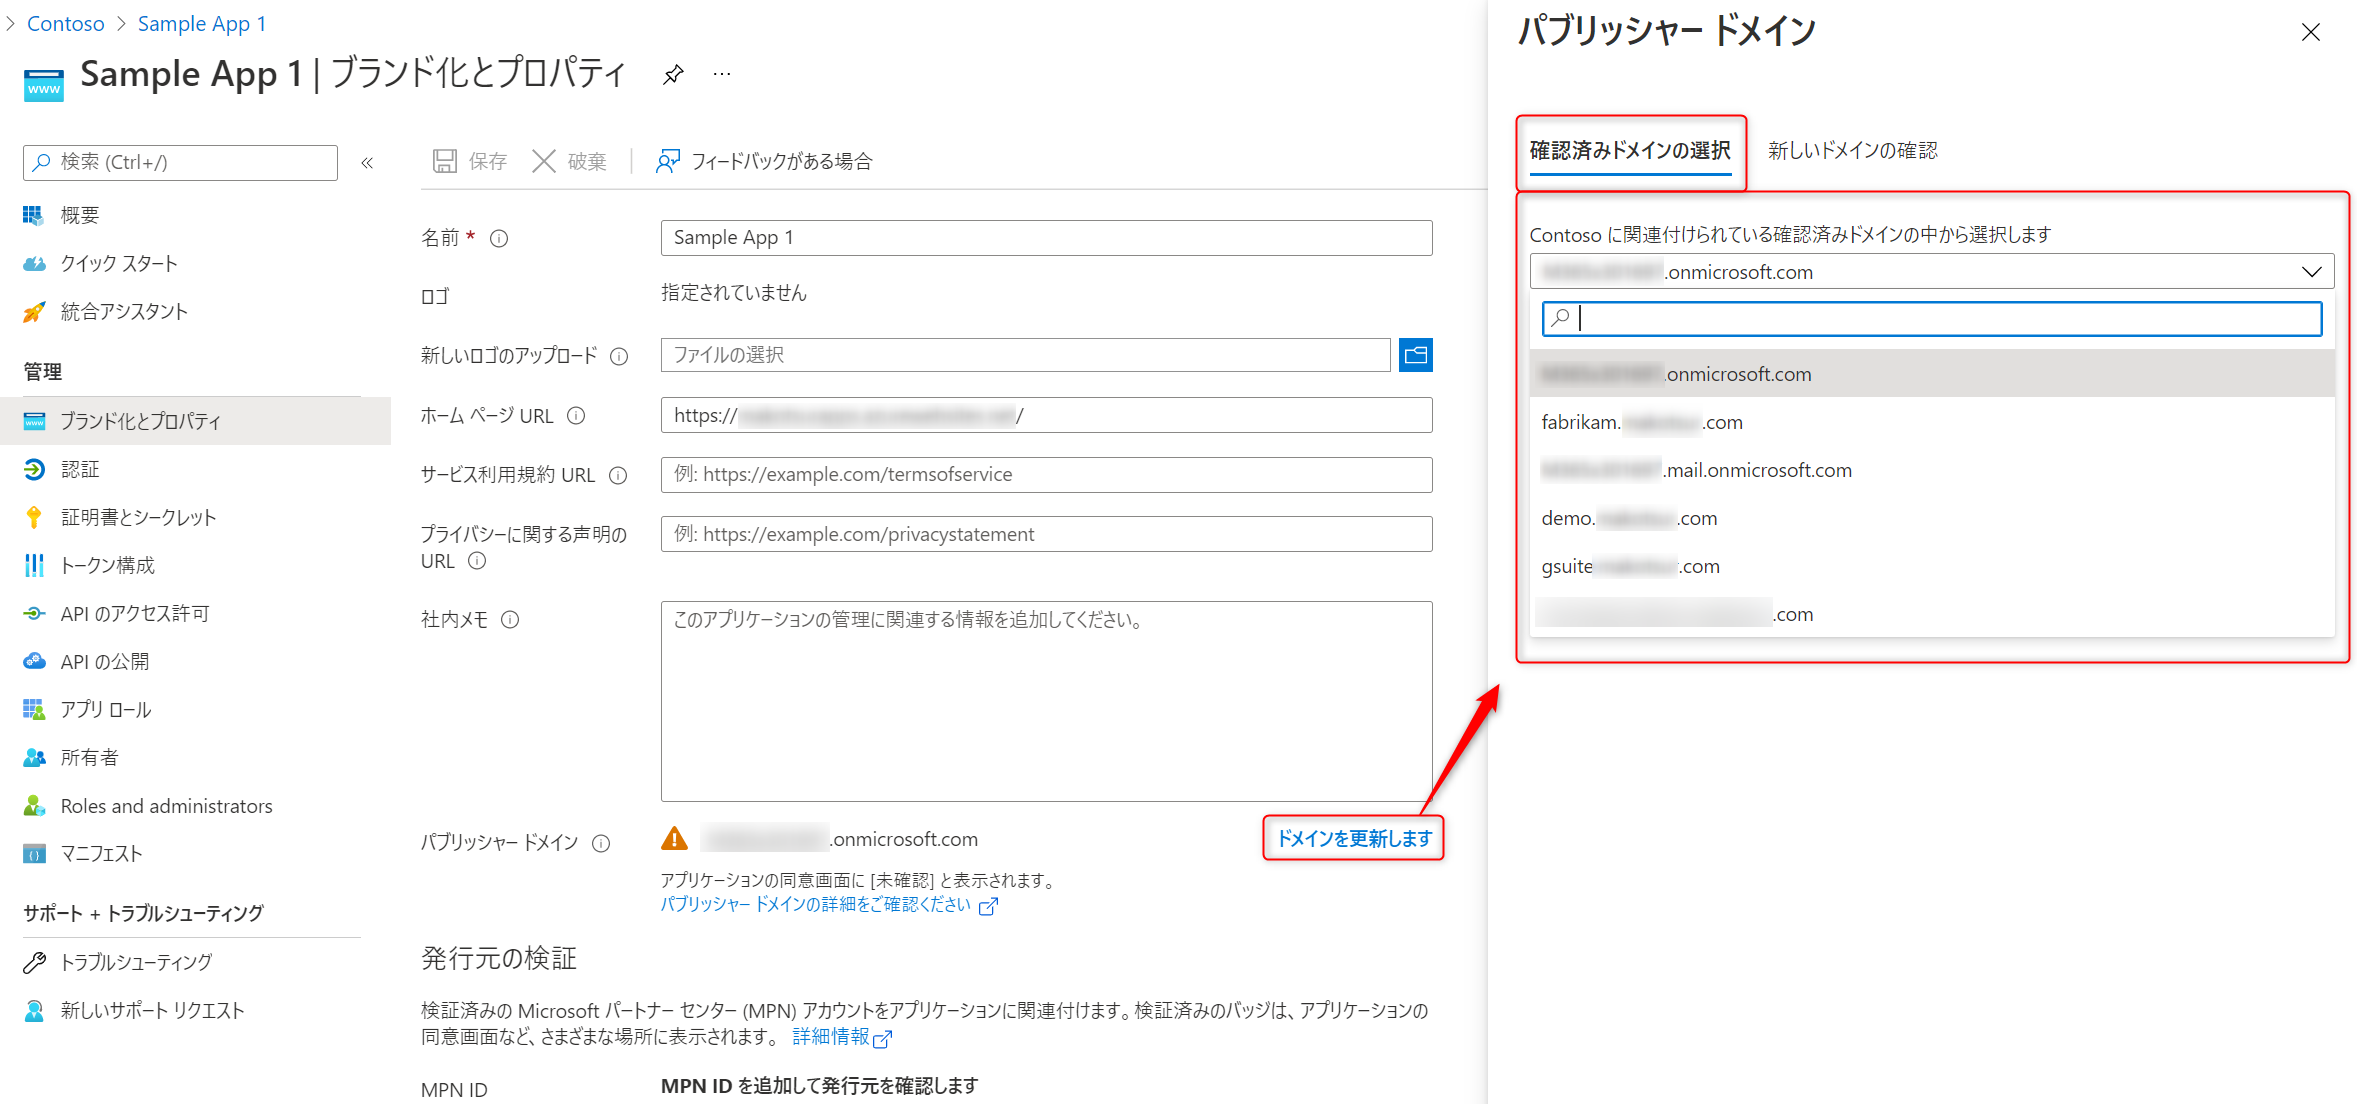 Contoso > Sample App 1
Sample App 1 | ブランド化とプロパティ
検索 (Ctrl+/)
概要
クイック スタート
統合アシスタント
管理
ブランド化とプロパティ
認証
証明書とシークレット
トークン構成
API のアクセス許可
API の公開
アプリ ロール
所有者
Roles and administrators
マニフェスト
サポート + トラブルシューティング
トラブルシューティング
新しいサポート リクエスト
保存 破棄 フィードバックがある場合
名前 * Sample App 1
ロゴ 指定されていません
新しいロゴのアップロード ファイルの選択
ホーム ページ URL https:// /
サービス利用規約 URL 例: https://example.com/termsofservice
プライバシーに関する声明の
URL 例: https://example.com/privacystatement
社内メモ このアプリケーションの管理に関連する情報を追加してください。
パブリッシャー ドメイン .onmicrosoft.com ドメインを更新します
アプリケーションの同意画面に [未確認] と表示されます。
パブリッシャー ドメインの詳細をご確認ください
発行元の検証
検証済みの Microsoft パートナー センター (MPN) アカウントをアプリケーションに関連付けます。検証済みのバッジは、アプリケーションの
同意画面など、さまざまな場所に表示されます。 詳細情報
MPN ID MPN ID を追加して発行元を確認します
パブリッシャー ドメイン
確認済みドメインの選択 新しいドメインの確認
Contoso に関連付けられている確認済みドメインの中から選択します
.onmicrosoft.com
.onmicrosoft.com
fabrikam. .com
.mail.onmicrosoft.com
demo. .com
gsuite .com
.com